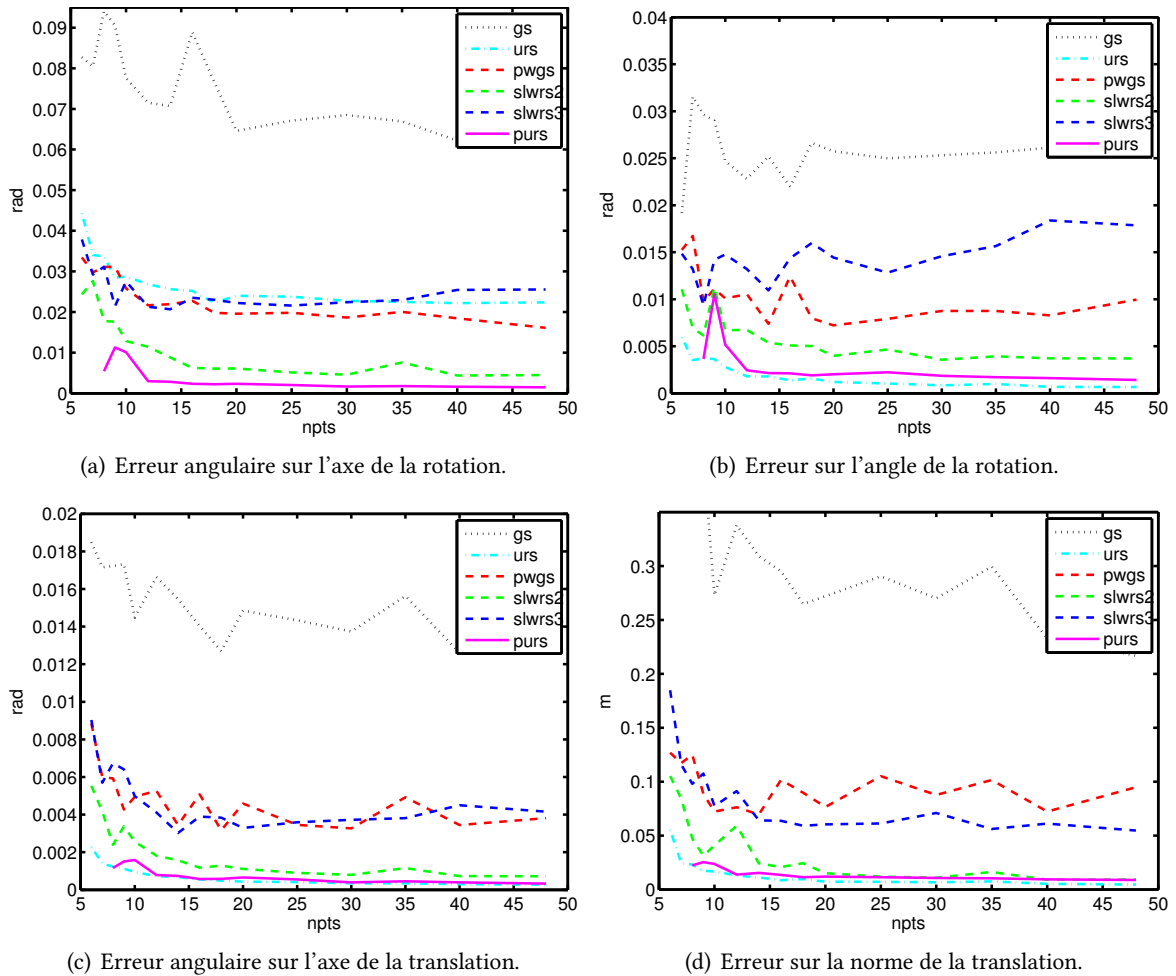 0.09
0.08
0.07
0.06
0.05
0.04
0.03
0.02
0.01
0
rad
5 10 15 20 25 30 35 40 45 50
npts
gs
urs
pwgs
slwrs2
slwrs3
purs
(a) Erreur angulaire sur l'axe de la rotation.
0.04
0.035
0.03
0.025
0.02
0.015
0.01
0.005
0
rad
5 10 15 20 25 30 35 40 45 50
npts
gs
urs
pwgs
slwrs2
slwrs3
purs
(b) Erreur sur l'angle de la rotation.
0.02
0.018
0.016
0.014
0.012
0.01
0.008
0.006
0.004
0.002
0
rad
5 10 15 20 25 30 35 40 45 50
npts
gs
urs
pwgs
slwrs2
slwrs3
purs
(c) Erreur angulaire sur l'axe de la translation.
0.3
0.25
0.2
0.15
0.1
0.05
0
m
5 10 15 20 25 30 35 40 45 50
npts
gs
urs
pwgs
slwrs2
slwrs3
purs
(d) Erreur sur la norme de la translation.